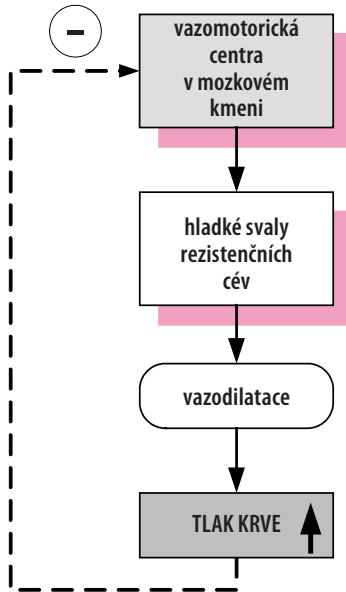 –
vazomotorická
centra
v mozkovém
kmeni
hladké svaly
rezistenčních
cév
vazodilatace
TLAK KRVE